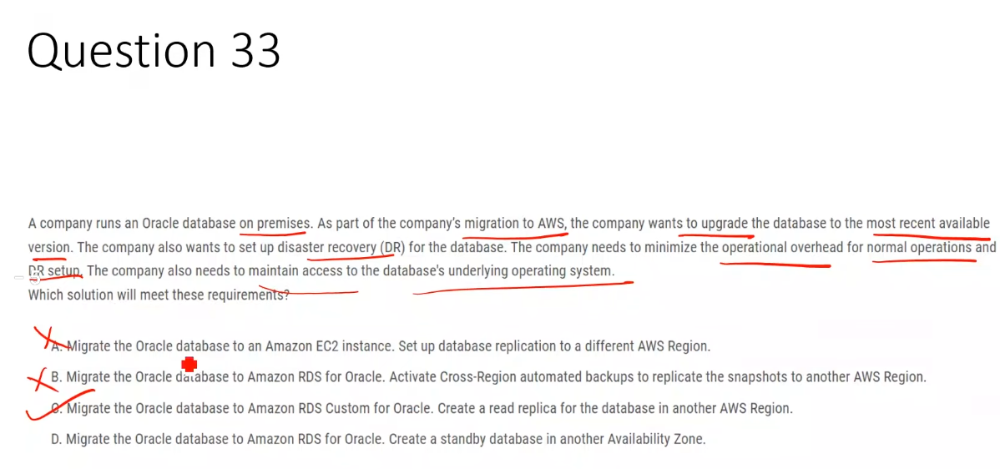 Question 33
A company runs an Oracle database on premises. As part of the company's migration to AWS, the company wants to upgrade the database to the most recent available
version. The company also wants to set up disaster recovery (DR) for the database. The company needs to minimize the operational overhead for normal operations and
DR setup. The company also needs to maintain access to the database's underlying operating system.
Which solution will meet these requirements?
A. Migrate the Oracle database to an Amazon EC2 instance. Set up database replication to a different AWS Region.
B. Migrate the Oracle database to Amazon RDS for Oracle. Activate Cross-Region automated backups to replicate the snapshots to another AWS Region.
C. Migrate the Oracle database to Amazon RDS Custom for Oracle. Create a read replica for the database in another AWS Region.
D. Migrate the Oracle database to Amazon RDS for Oracle. Create a standby database in another Availability Zone.